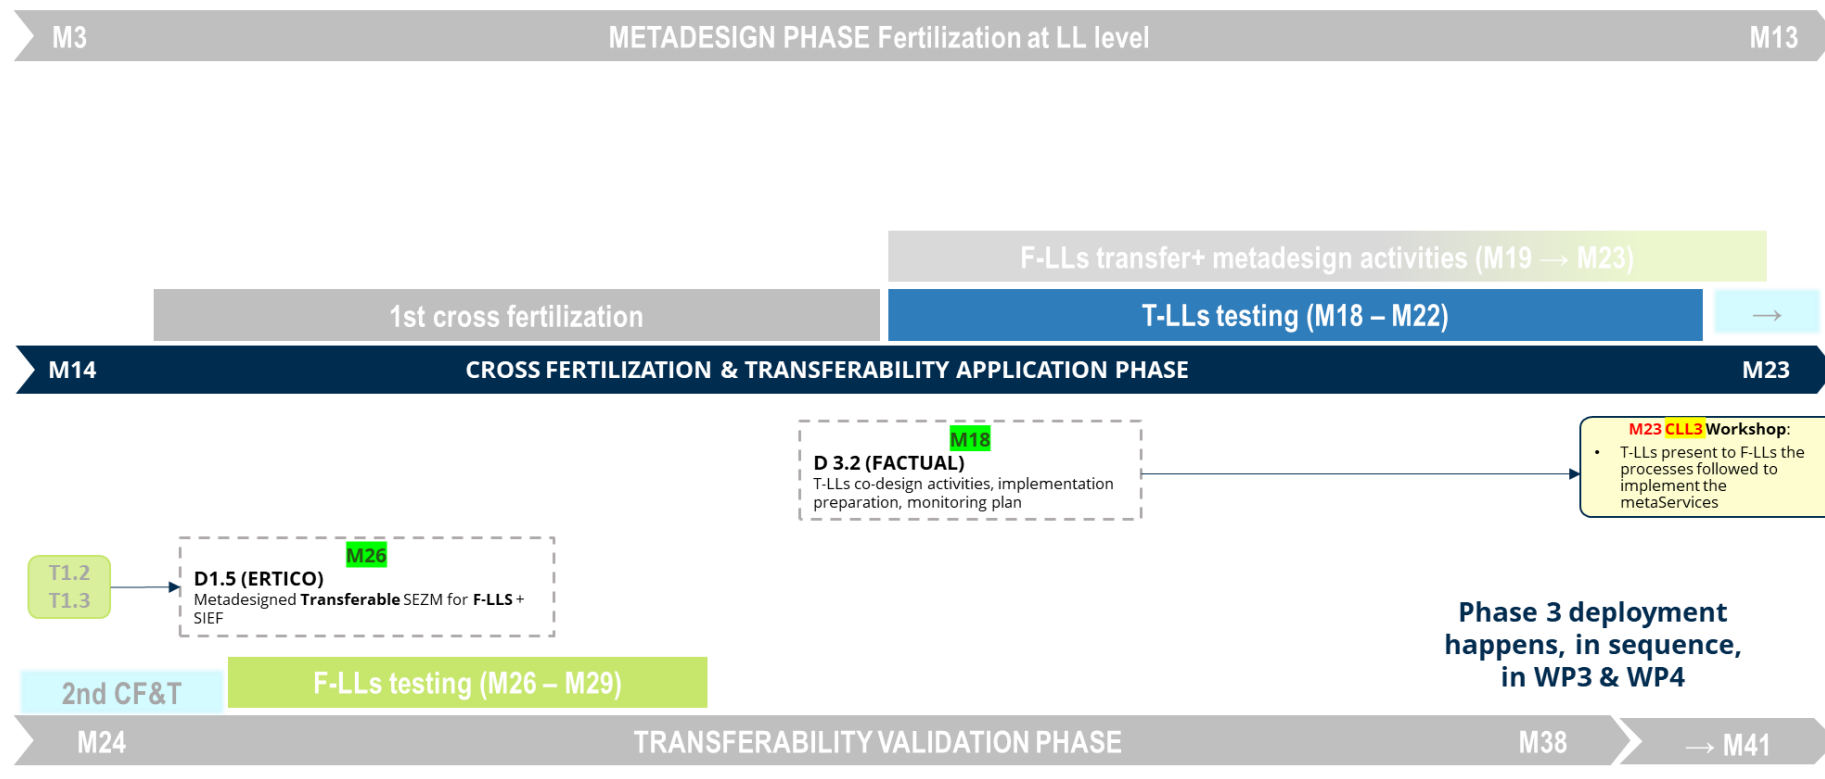 M3 METADESIGN PHASE Fertilization at LL level M13
F-LLs transfer+ metadesign activities (M19 → M23)
1st cross fertilization
T-LLs testing (M18 – M22)
→
M14 CROSS FERTILIZATION & TRANSFERABILITY APPLICATION PHASE M23
M18
D 3.2 (FACTUAL)
T-LLs co-design activities, implementation
preparation, monitoring plan
M23 CLL3 Workshop:
• T-LLs present to F-LLs the
processes followed to
implement the
metaServices
T1.2
T1.3
M26
D1.5 (ERTICO)
Metadesigned Transferable SEZM for F-LLS +
SIEF
Phase 3 deployment
happens, in sequence,
in WP3 & WP4
2nd CF&T
F-LLs testing (M26 – M29)
M24 TRANSFERABILITY VALIDATION PHASE M38 → M41